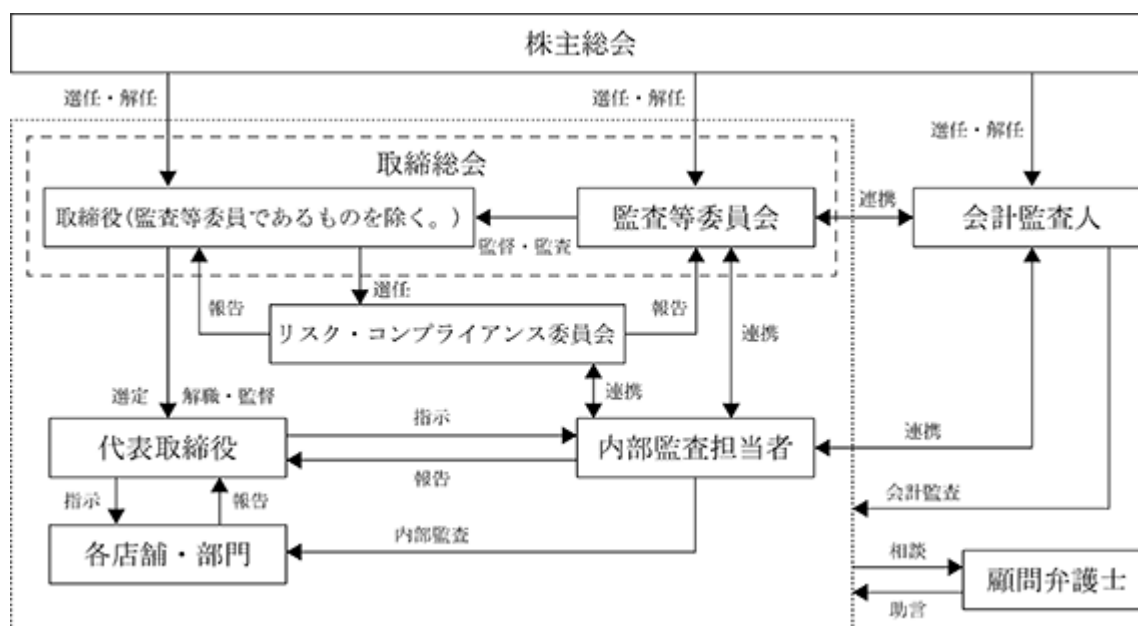 株主総会
選任・解任
選任・解任
選任・解任
取締総会
取締役(監査等委員であるものを除く。)
監査等委員会
連携
会計監査人
監督・監査
選任
報告
報告
リスク・コンプライアンス委員会
連携
連携
選定
解職・監督
代表取締役
指示
報告
内部監査担当者
連携
指示
報告
会計監査
各店舗・部門
内部監査
相談
助言
顧問弁護士